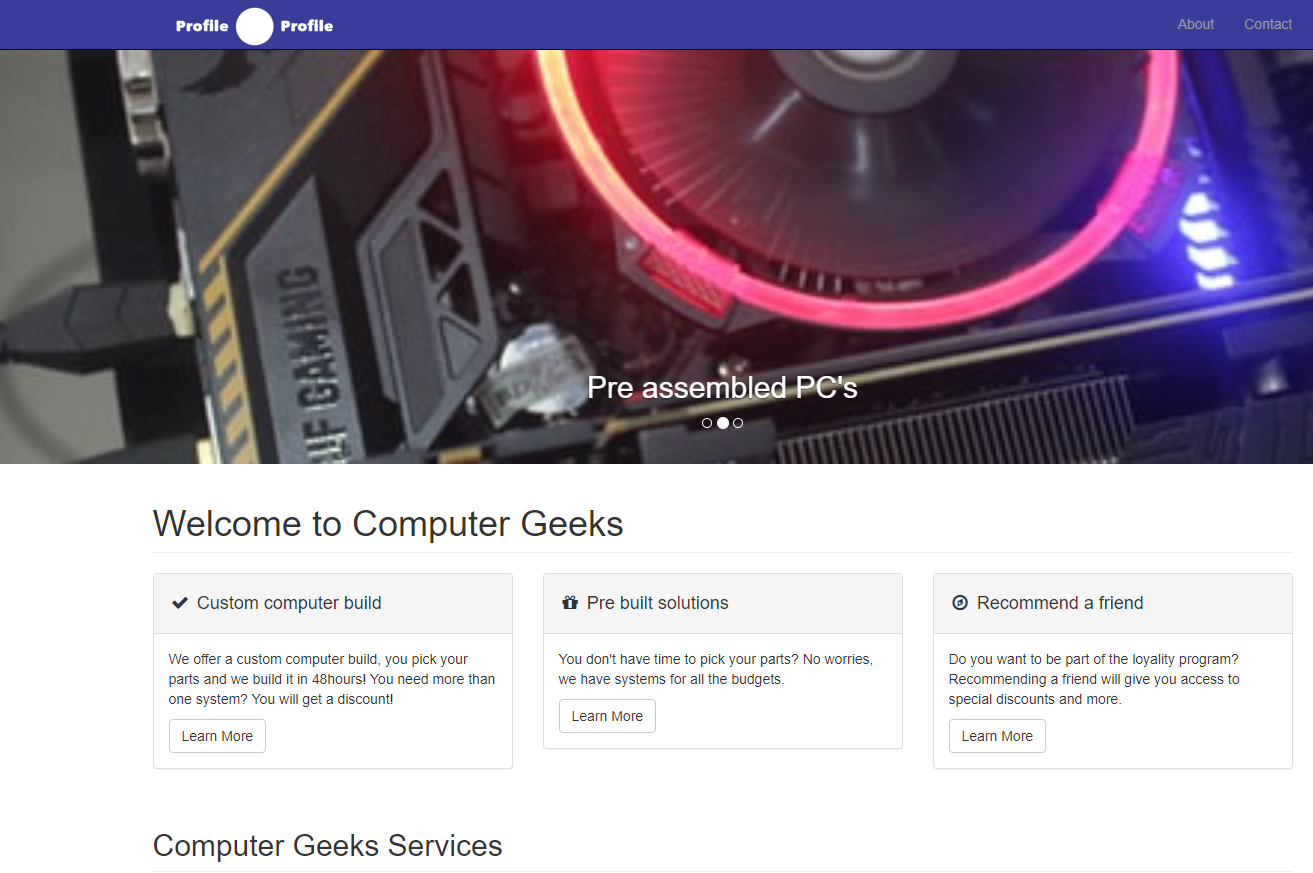 Profile Profile
About Contact
GAMING
Pre assembled PC's
Welcome to Computer Geeks
Custom computer build
We offer a custom computer build, you pick your
parts and we build it in 48hours! You need more than
one system? You will get a discount!
Learn More
Pre built solutions
You don't have time to pick your parts? No worries,
we have systems for all the budgets.
Learn More
Recommend a friend
Do you want to be part of the loyality program?
Recommending a friend will give you access to
special discounts and more.
Learn More
Computer Geeks Services